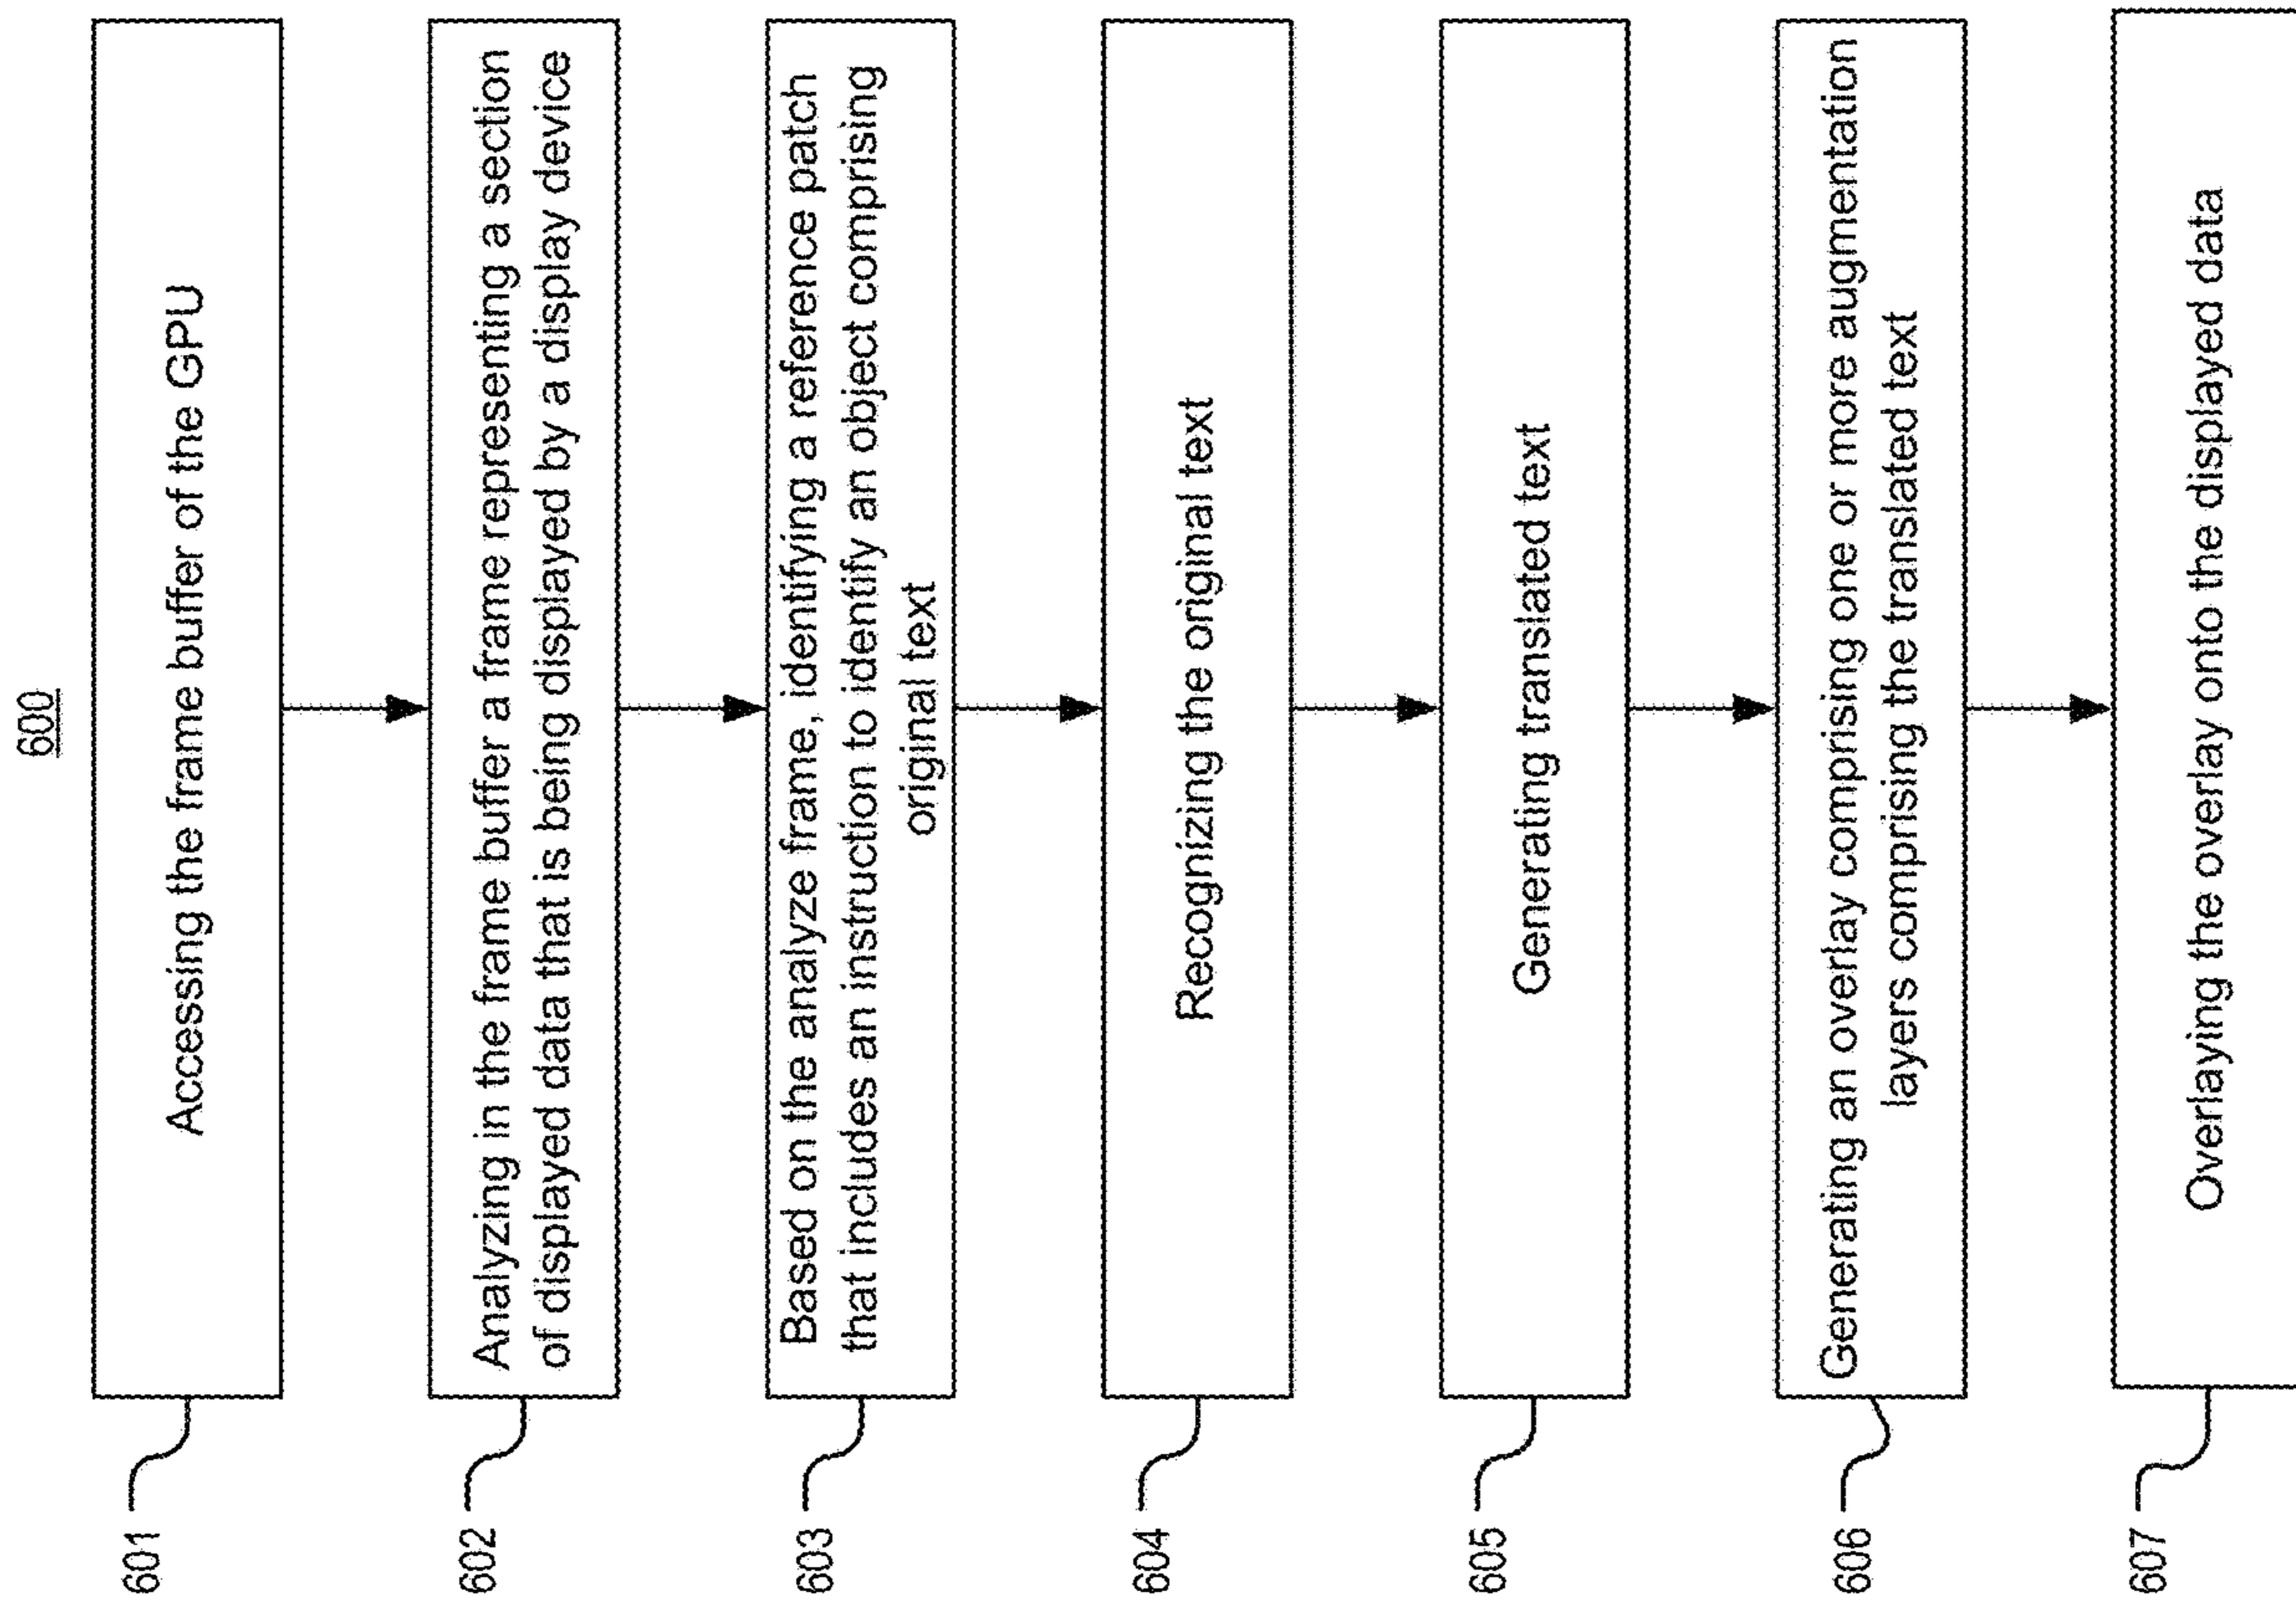 600
601
Accessing the frame buffer of the GPU
602
Analyzing in the frame buffer a frame representing a section
of displayed data that is being displayed by a display device
603
Based on the analyze frame, identifying a reference patch
that includes an instruction to identify an object comprising
original text
604
Recognizing the original text
605
Generating translated text
606
Generating an overlay comprising one or more augmentation
layers comprising the translated text
607
Overlaying the overlay onto the displayed data